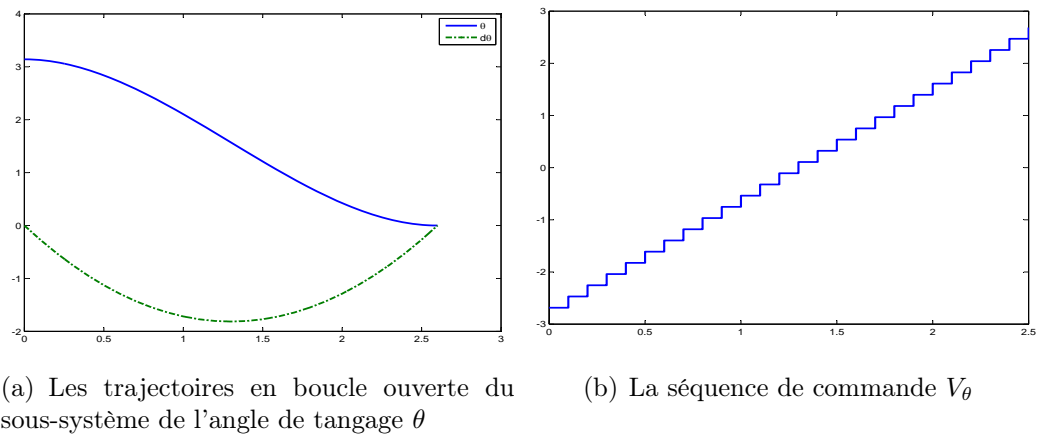 4
3
2
1
0
-1
-2
0 0.5 1 1.5 2 2.5 3
θ
dθ
3
2
1
0
-1
-2
-3
0 0.5 1 1.5 2 2.5
(a) Les trajectoires en boucle ouverte du
sous-système de l'angle de tangage θ
(b) La séquence de commande Vθ